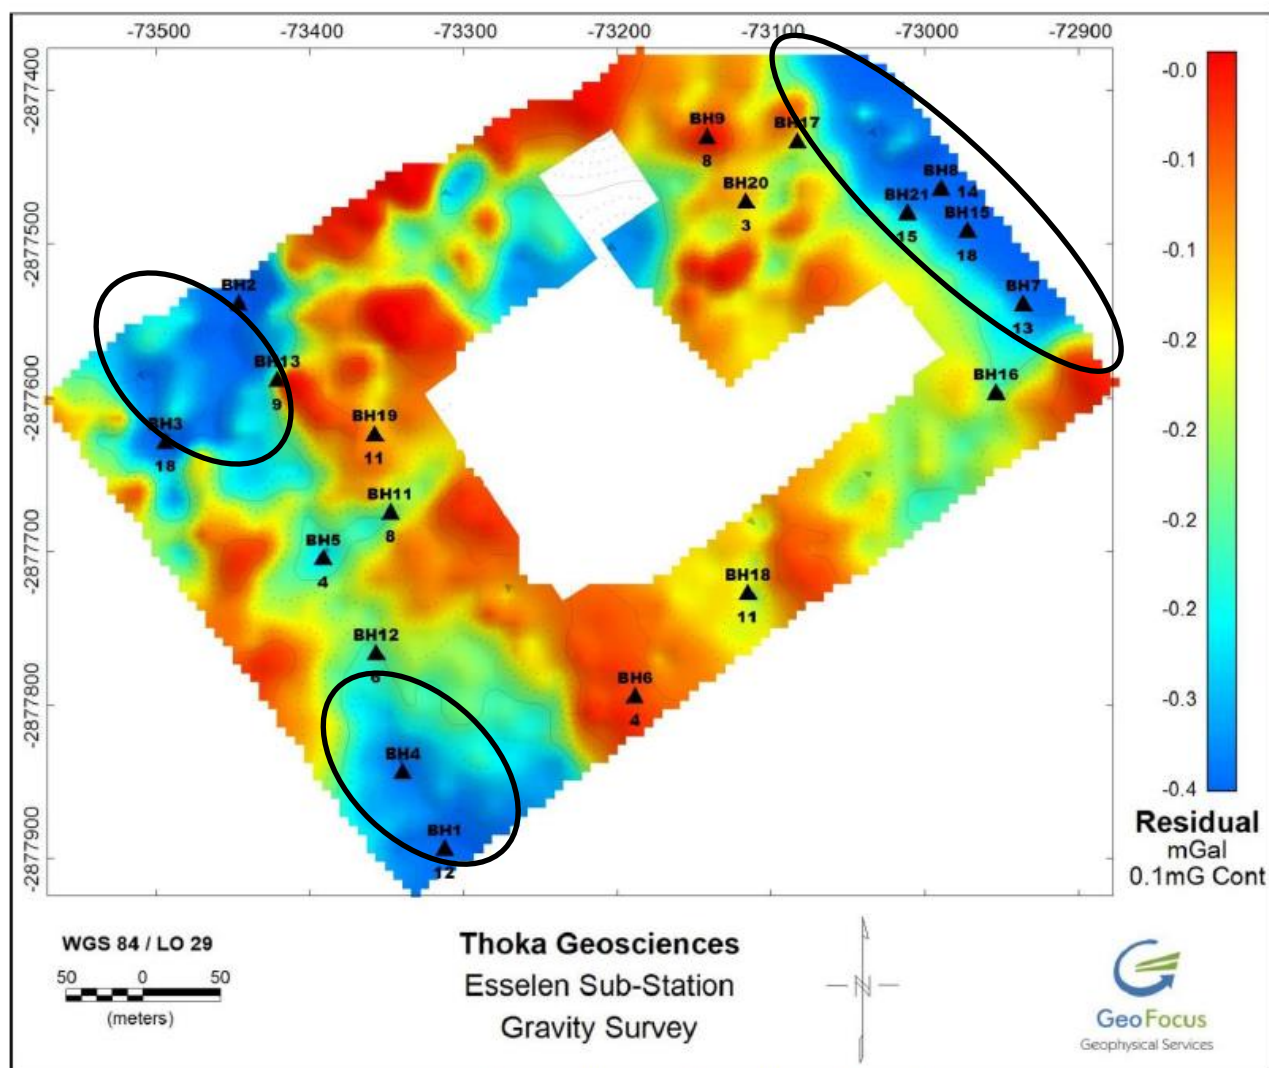 -73500 -73400 -73300 -73200 -73100 -73000 -72900
-2877400
-2877500
-2877600
-2877700
-2877800
-2877900
BH9
8
BH17
BH20
3
BH8
14
BH21
15
BH15
18
BH7
13
BH16
BH2
BH13
9
BH3
18
BH19
11
BH11
8
BH5
4
BH12
6
BH18
11
BH6
4
BH4
BH1
12
-0.0
-0.1
-0.1
-0.2
-0.2
-0.2
-0.2
-0.3
-0.4
Residual
mGal
0.1mG Cont
WGS 84 / LO 29
50 0 50
(meters)
Thoka Geosciences
Esselen Sub-Station
Gravity Survey
N
GeoFocus
Geophysical Services